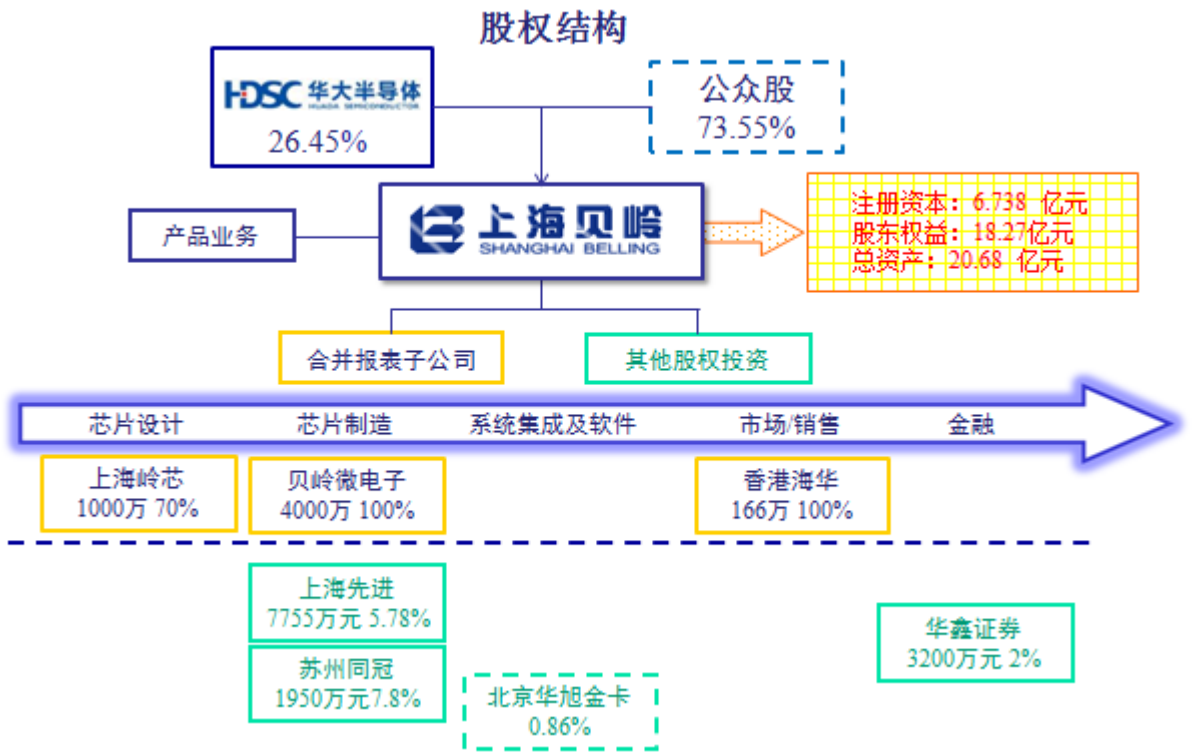 股权结构
HDSC 华大半导体
HUADA SEMICONDUCTOR
26.45%
公众股
73.55%
产品业务
上海贝岭
SHANGHAI BELLING
注册资本：6.738 亿元
股东权益：18.27亿元
总资产：20.68 亿元
合并报表子公司
其他股权投资
芯片设计
芯片制造
系统集成及软件
市场/销售
金融
上海岭芯
1000万 70%
贝岭微电子
4000万 100%
香港海华
166万 100%
上海先进
7755万元 5.78%
苏州同冠
1950万元7.8%
北京华旭金卡
0.86%
华鑫证券
3200万元 2%